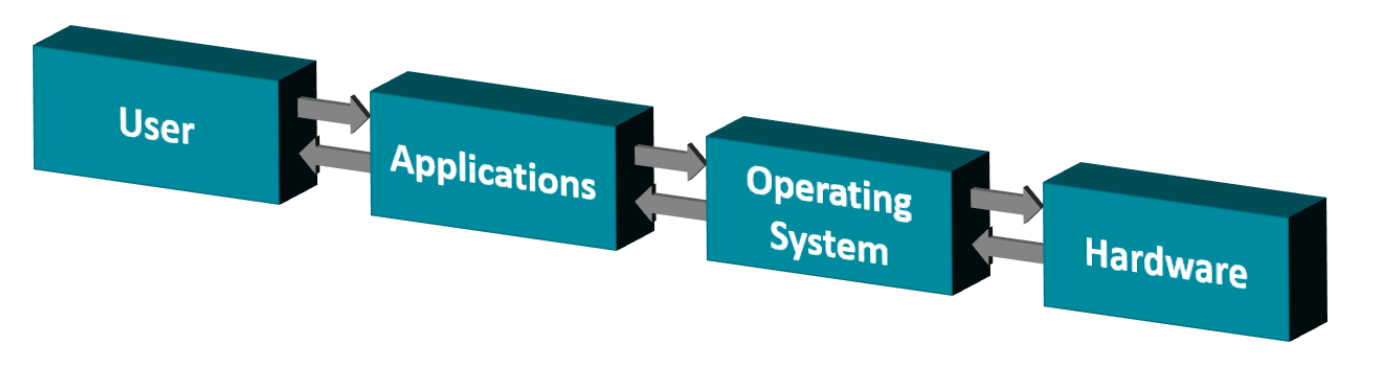 User
Applications
Operating
System
Hardware